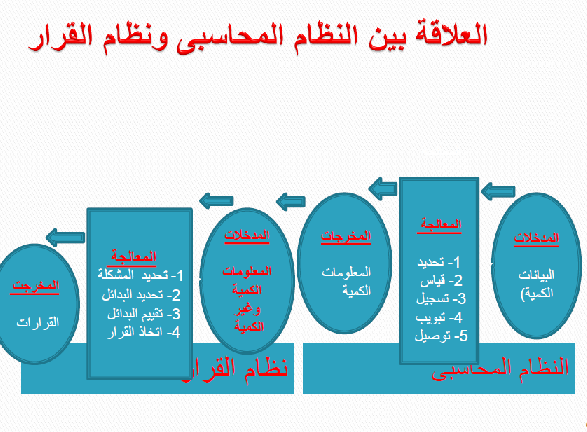 العلاقة بين النظام المحاسبى ونظام القرار
المدخلات
البيانات
الكمية)
المعالجة
1- تحديد
2- قياس
3- تسجيل
4- تبويب
5- توصيل
المخرجات
المعلومات
الكمية
النظام المحاسبى
المدخلات
المعلومات
الكمية
وغير
الكمية
المعالجة
1- تحديد المشكلة
2- تحديد البدائل
3- تقييم البدائل
4- اتخاذ القرار
المخرجت
القرارات
نظام القرار